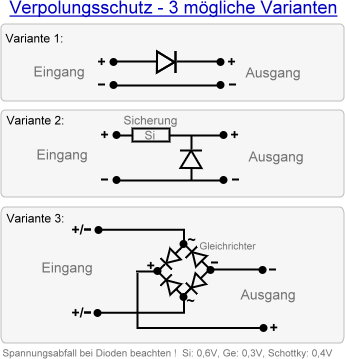 Verpolungsschutz - 3 mögliche Varianten
Variante 1:
+ +
Eingang Ausgang
− −
Variante 2:
Sicherung
+ Si +
Eingang Ausgang
− −
Variante 3:
+/−
~ Gleichrichter
+ −
Eingang −
Ausgang
~
+/−
+
Spannungsabfall bei Dioden beachten ! Si: 0,6V, Ge: 0,3V, Schottky: 0,4V